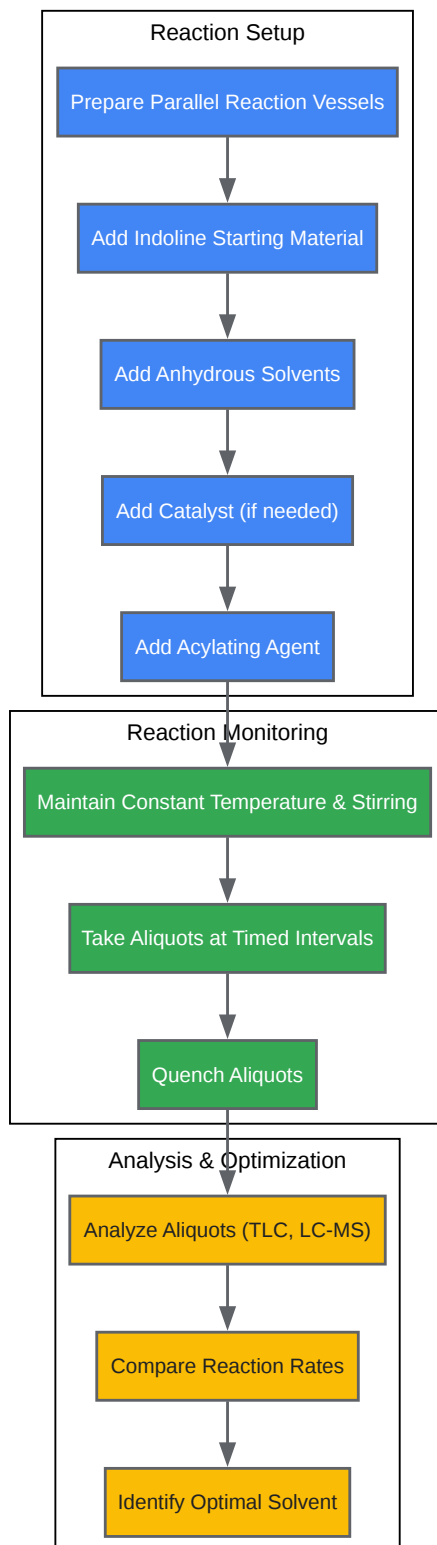 Reaction Setup
Prepare Parallel Reaction Vessels
Add Indoline Starting Material
Add Anhydrous Solvents
Add Catalyst (if needed)
Add Acylating Agent
Reaction Monitoring
Maintain Constant Temperature & Stirring
Take Aliquots at Timed Intervals
Quench Aliquots
Analysis & Optimization
Analyze Aliquots (TLC, LC-MS)
Compare Reaction Rates
Identify Optimal Solvent